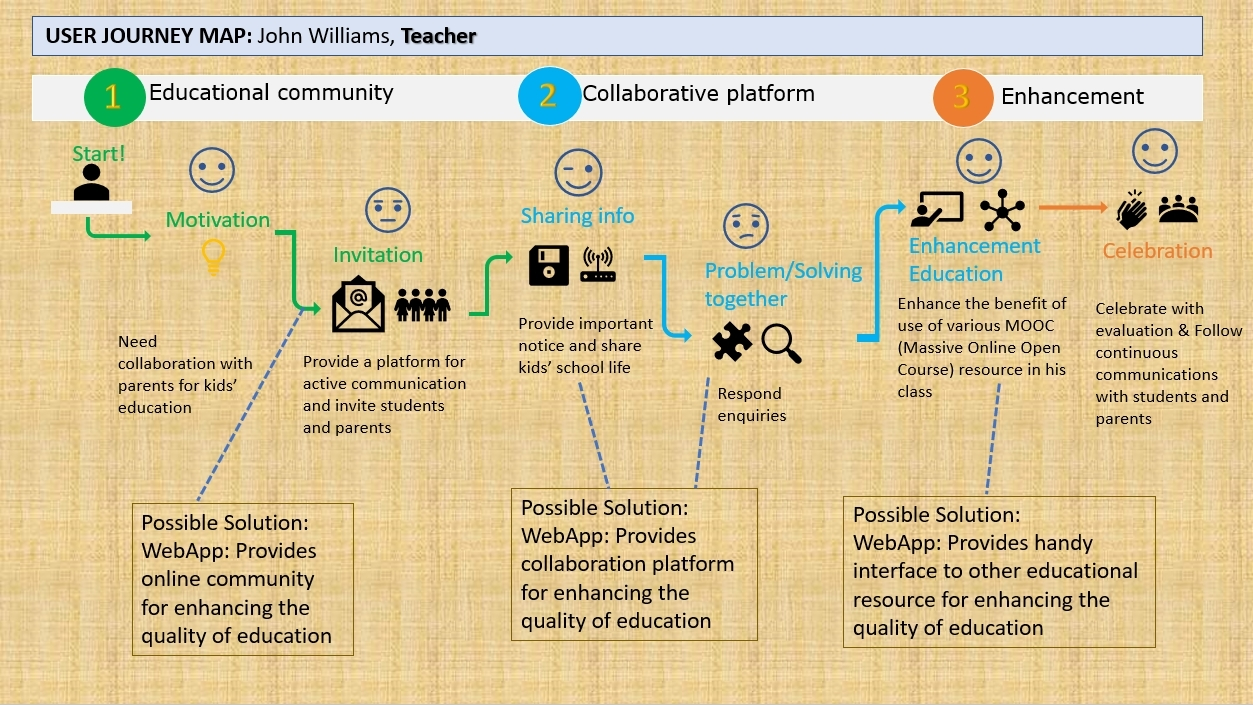 USER JOURNEY MAP: John Williams, Teacher
1 Educational community
2 Collaborative platform
3 Enhancement
Start!
Motivation
Need
collaboration with
parents for kids’
education
Invitation
@
Provide a platform for
active communication
and invite students
and parents
Sharing info
Provide important
notice and share
kids’ school life
Problem/Solving
together
Respond
enquiries
Enhancement
Education
Enhance the benefit of
use of various MOOC
(Massive Online Open
Course) resource in his
class
Celebration
Celebrate with
evaluation & Follow
continuous
communications
with students and
parents
Possible Solution:
WebApp: Provides
online community
for enhancing the
quality of education
Possible Solution:
WebApp: Provides
collaboration platform
for enhancing the
quality of education
Possible Solution:
WebApp: Provides handy
interface to other educational
resource for enhancing the
quality of education